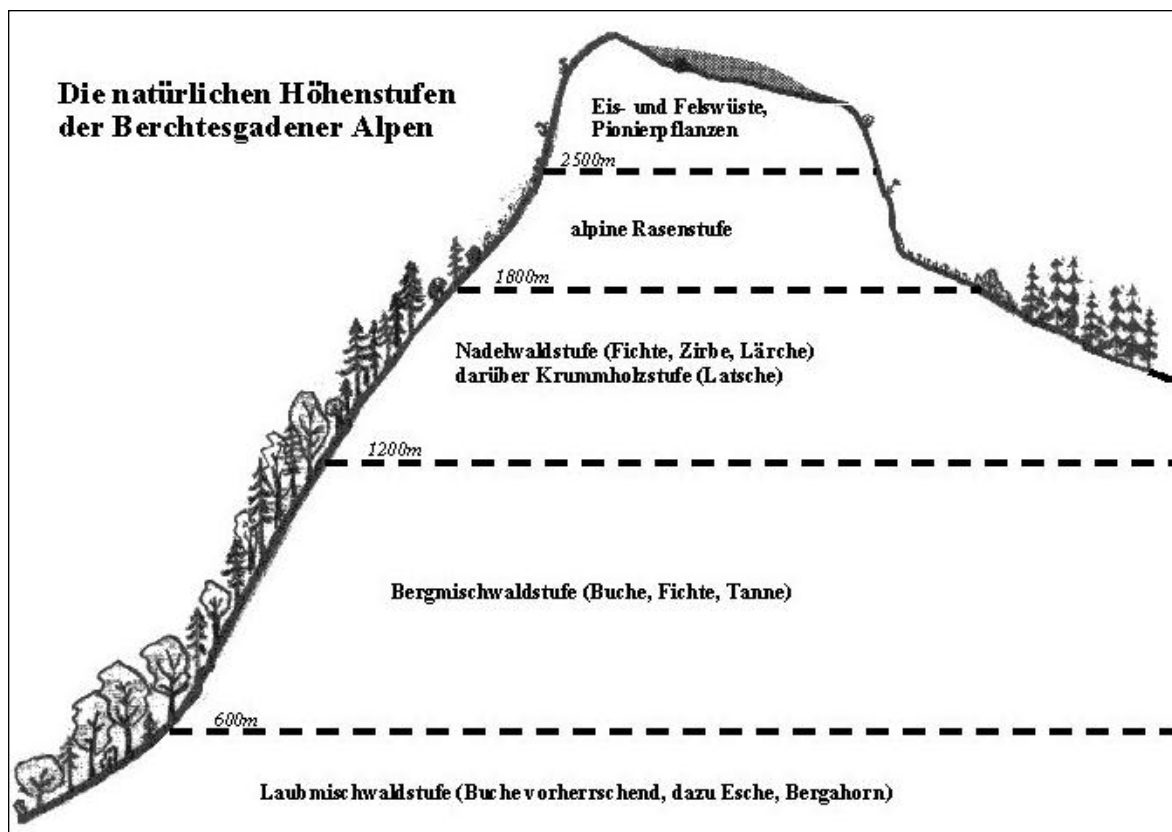 Die natürlichen Höhenstufen
der Berchtesgadener Alpen
Eis- und Felswüste,
Pionierpflanzen
2500m
alpine Rasenstufe
1800m
Nadelwaldstufe (Fichte, Zirbe, Lärche)
darüber Krummholzstufe (Latsche)
1200m
Bergmischwaldstufe (Buche, Fichte, Tanne)
600m
Laubmischwaldstufe (Buche vorherrschend, dazu Esche, Bergahorn)